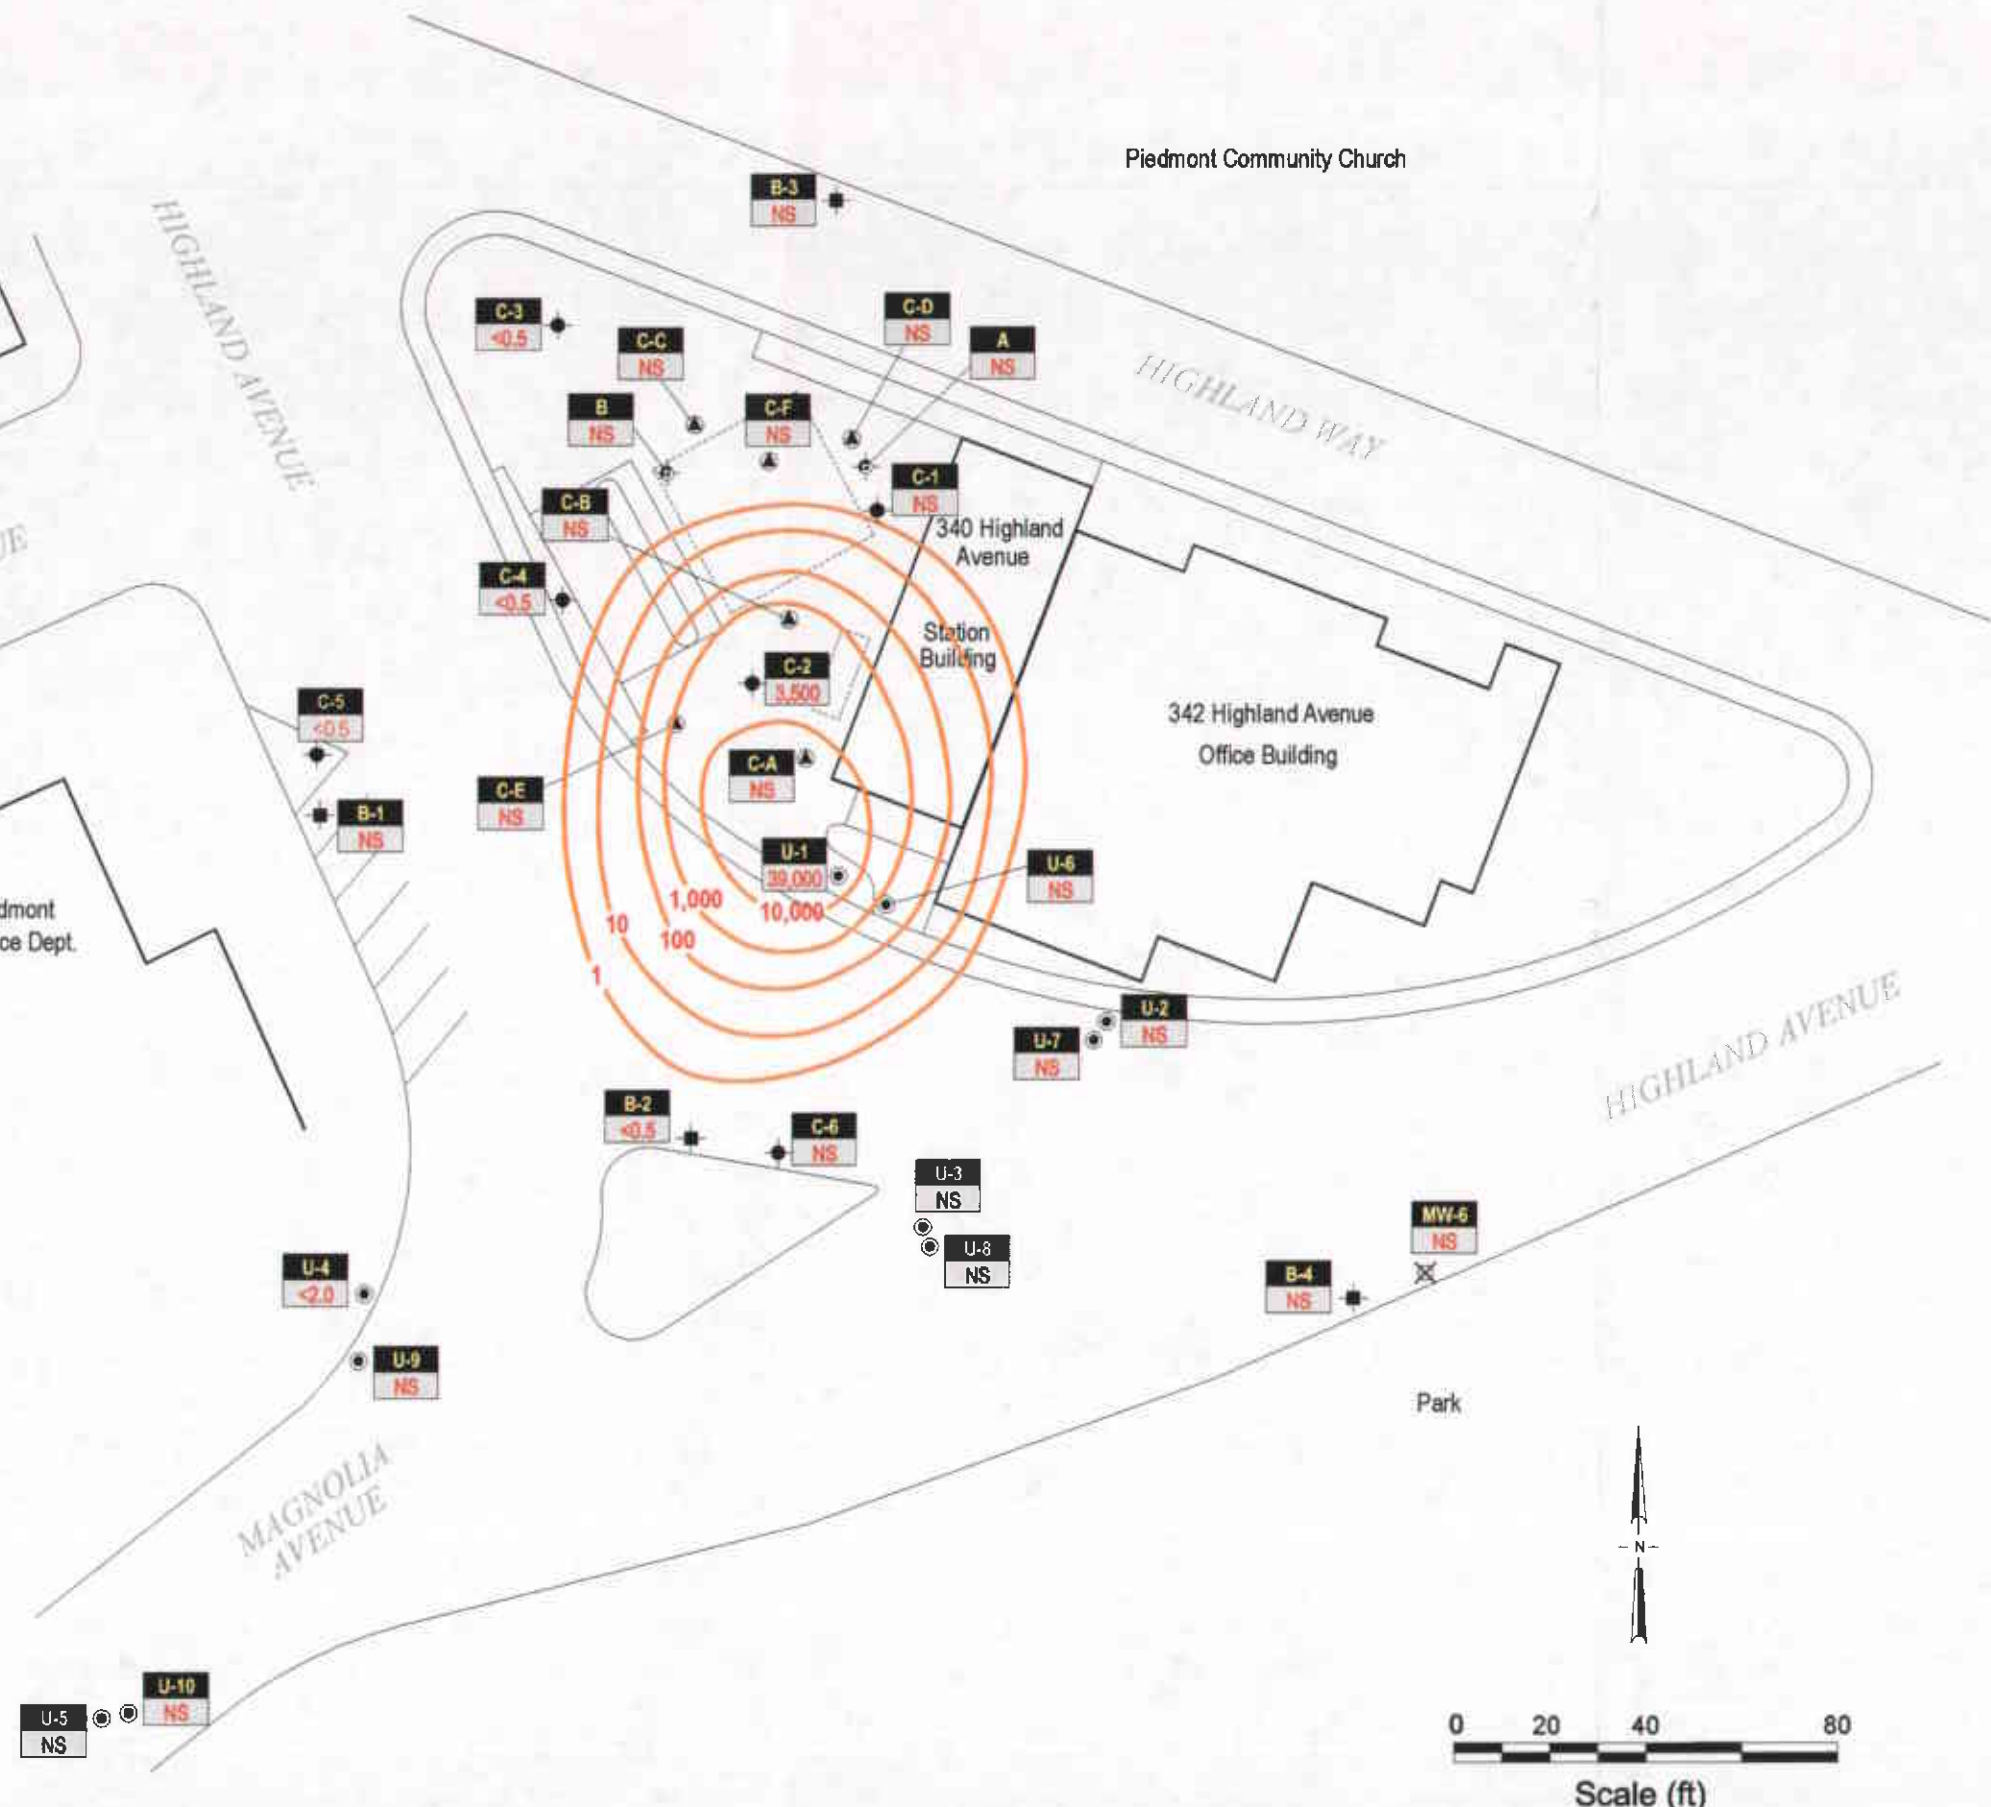 Piedmont Community Church
B-3
NS
HIGHLAND AVENUE
C-3
<0.5
C-D
NS
C-C
NS
A
NS
HIGHLAND WAY
B
NS
C-F
NS
C-1
NS
C-B
NS
340 Highland
Avenue
UE
C-4
<0.5
Station
Building
C-2
3,500
C-5
<0.5
342 Highland Avenue
Office Building
C-A
NS
C-E
NS
B-1
NS
U-1
39,000
U-6
NS
dmont
ce Dept.
1,000
10,000
10
100
1
U-2
NS
U-7
NS
HIGHLAND AVENUE
B-2
<0.5
C-6
NS
U-3
NS
U-8
NS
MW-6
NS
U-4
<2.0
B-4
NS
U-9
NS
Park
MAGNOLIA
AVENUE
N
U-10
NS
U-5
NS
0 20 40 80
Scale (ft)